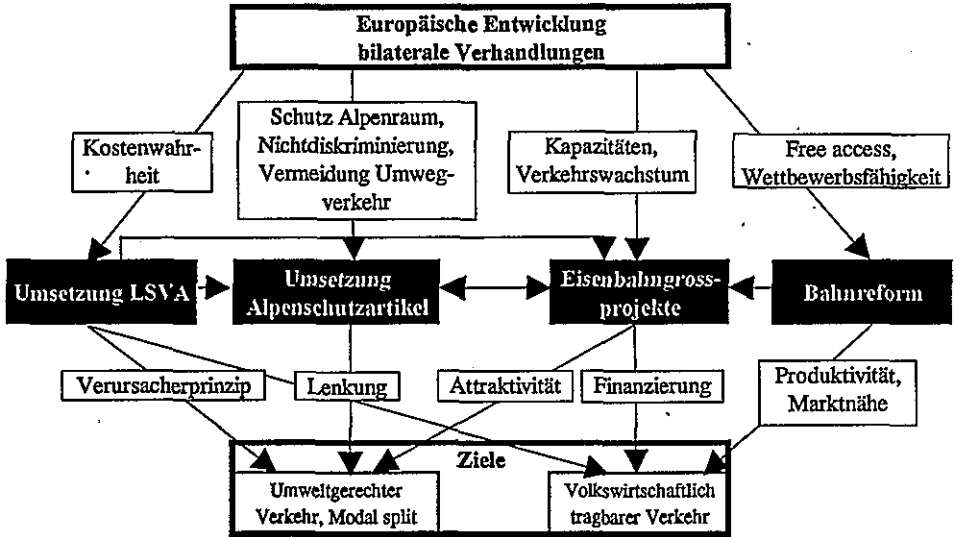 Europäische Entwicklung
bilaterale Verhandlungen
Kostenwahr-
heit
Schutz Alpenraum,
Nichtdiskriminierung,
Vermeidung Umweg-
verkehr
Kapazitäten,
Verkehrswachstum
Free access,
Wettbewerbsfähigkeit
Umsetzung LSVA
Umsetzung
Alpenschutzartikel
Eisenbahngross-
projekte
Bahnreform
Verursacherprinzip
Lenkung
Attraktivität
Finanzierung
Produktivität,
Marktnähe
Ziele
Umweltgerechter
Verkehr, Modal split
Volkswirtschaftlich
tragbarer Verkehr